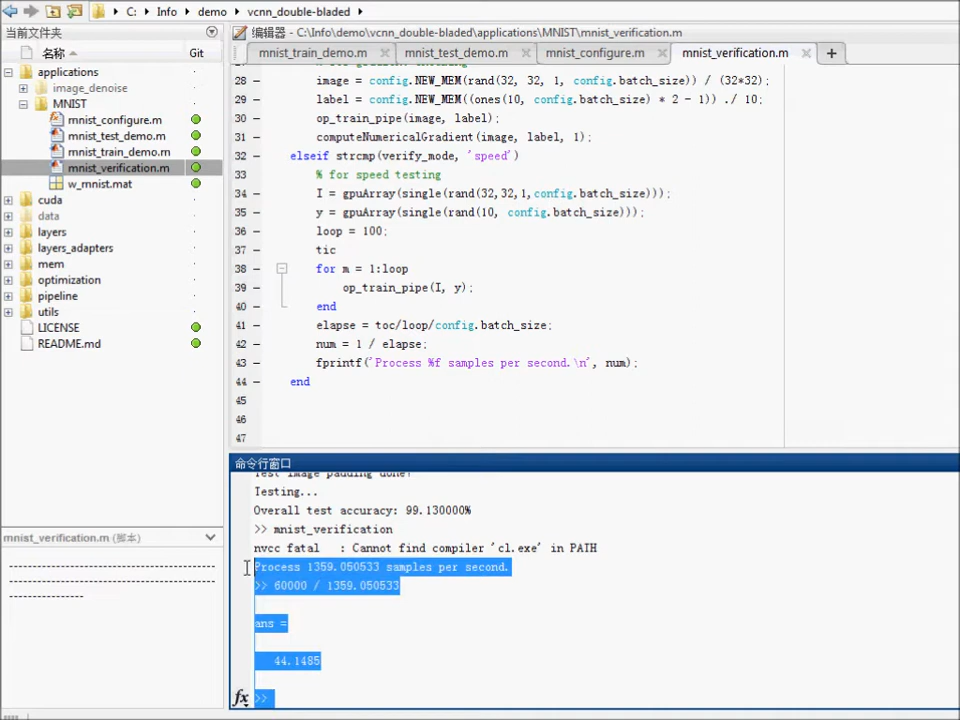 C: Info demo vcnn_double-bladed
当前文件夹
编辑器 - C:\Info\demo\vcnn_double-bladed\applications\MNIST\mnist_verification.m
名称 Git
mnist_train_demo.m mnist_test_demo.m mnist_configure.m mnist_verification.m
applications
image_denoise
MNIST
mnist_configure.m
mnist_test_demo.m
mnist_train_demo.m
mnist_verification.m
w_mnist.mat
cuda
data
layers
layers_adapters
mem
optimization
pipeline
utils
LICENSE
README.md
28 – image = config.NEW_MEM(rand(32, 32, 1, config.batch_size)) / (32*32);
29 – label = config.NEW_MEM((ones(10, config.batch_size) * 2 - 1)) ./ 10;
30 – op_train_pipe(image, label);
31 – computeNumericalGradient(image, label, 1);
32 – elseif strcmp(verify_mode, 'speed')
33 % for speed testing
34 – I = gpuArray(single(rand(32,32,1,config.batch_size)));
35 – y = gpuArray(single(rand(10, config.batch_size)));
36 – loop = 100;
37 – tic
38 – for m = 1:loop
39 – op_train_pipe(I, y);
40 – end
41 – elapse = toc/loop/config.batch_size;
42 – num = 1 / elapse;
43 – fprintf('Process %f samples per second.\n', num);
44 – end
45
46
47
命令行窗口
Test image padding done!
Testing...
Overall test accuracy: 99.130000%
>> mnist_verification
nvcc fatal : Cannot find compiler 'cl.exe' in PATH
Process 1359.050533 samples per second.
>> 60000 / 1359.050533
ans =
44.1485
fx >>
mnist_verification.m (脚本)